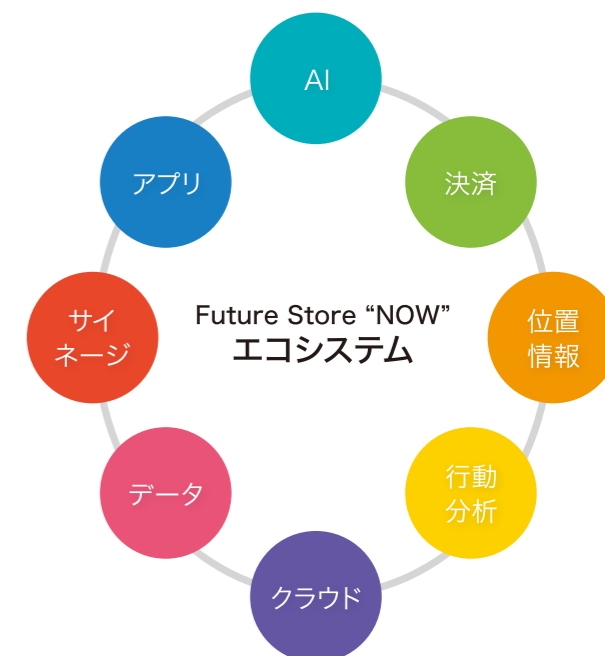 AI
アプリ
決済
サイ
ネージ
Future Store “NOW”
エコシステム
位置
情報
データ
行動
分析
クラウド